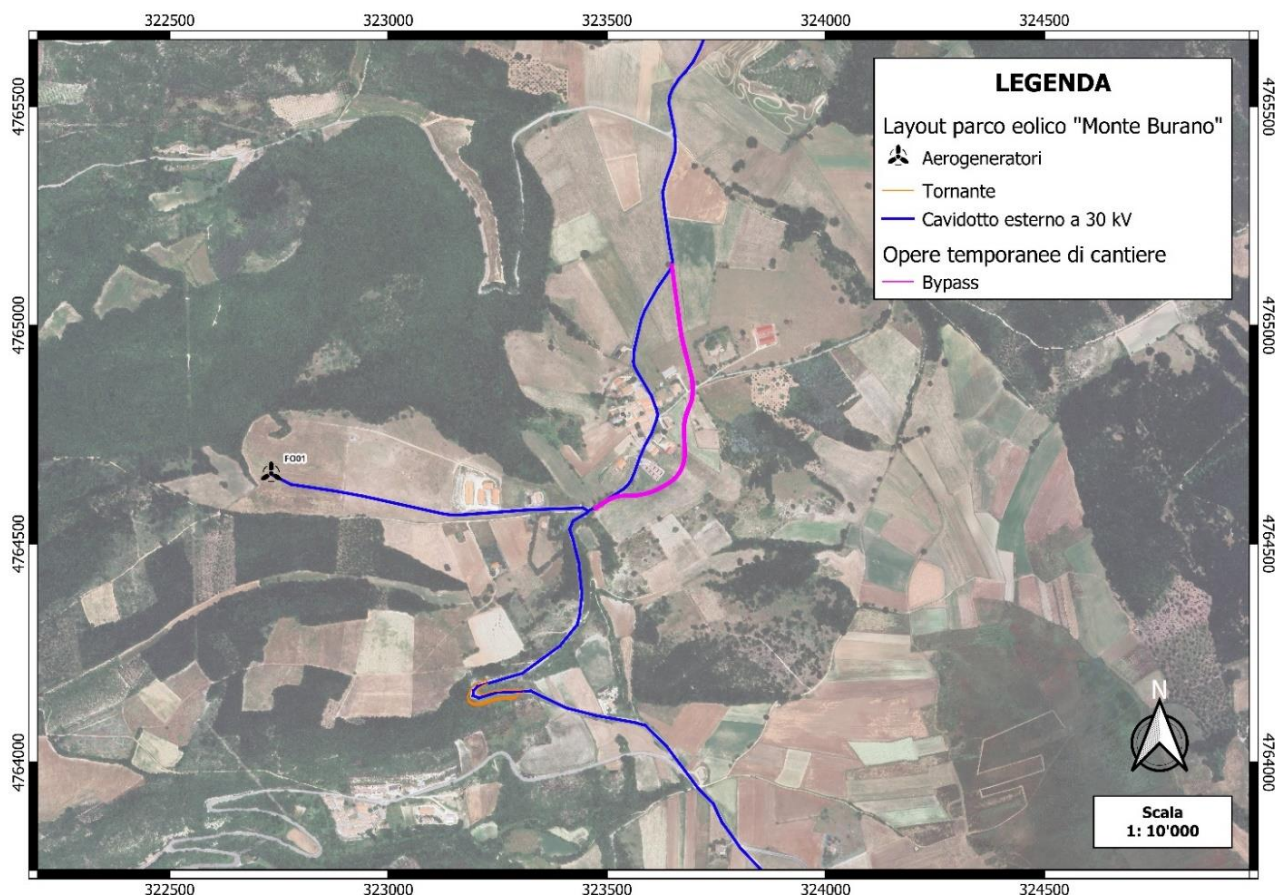 322500 323000 323500 324000 324500
4765500
4765000
4764500
4764000
LEGENDA
Layout parco eolico "Monte Burano"
Aerogeneratori
Tornante
Cavidotto esterno a 30 kV
Opere temporanee di cantiere
Bypass
FO01
N
Scala
1: 10'000
4765500
4765000
4764500
4764000
322500 323000 323500 324000 324500